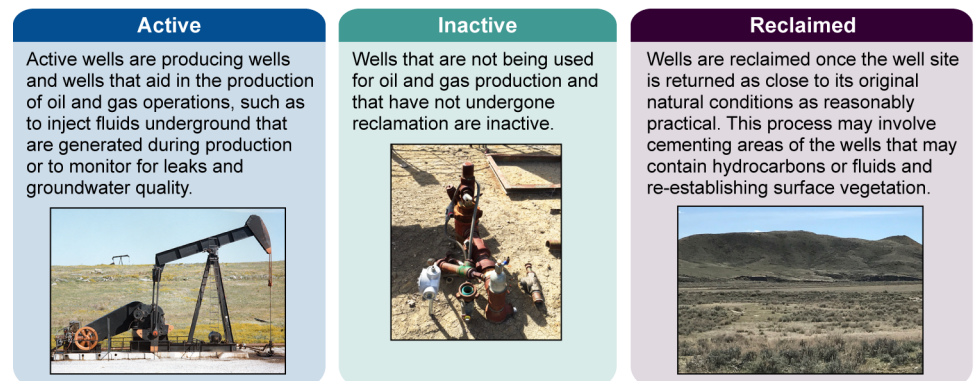 Active
Active wells are producing wells
and wells that aid in the production
of oil and gas operations, such as
to inject fluids underground that
are generated during production
or to monitor for leaks and
groundwater quality.
Inactive
Wells that are not being used
for oil and gas production and
that have not undergone
reclamation are inactive.
Reclaimed
Wells are reclaimed once the well site
is returned as close to its original
natural conditions as reasonably
practical. This process may involve
cementing areas of the wells that may
contain hydrocarbons or fluids and
re-establishing surface vegetation.